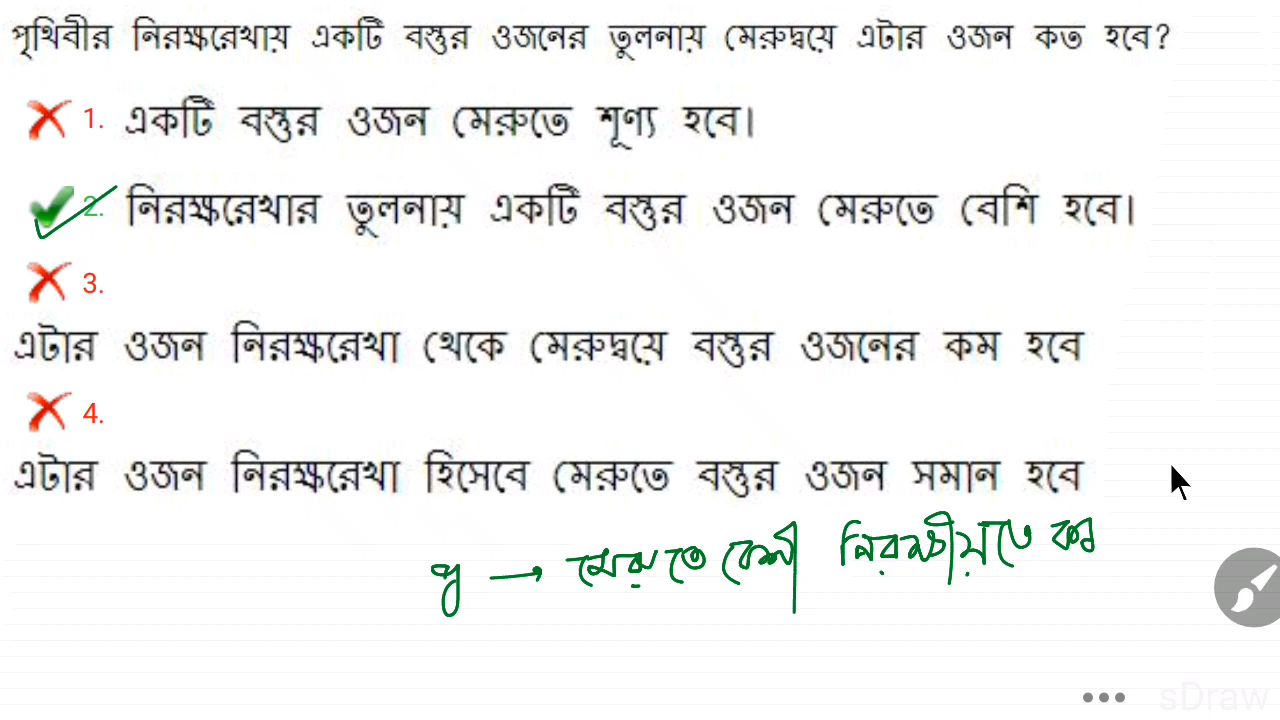 পৃথিবীর নিরক্ষরেখায় একটি বস্তুর ওজনের তুলনায় মেরুদ্বয়ে এটার ওজন কত হবে?
1. একটি বস্তুর ওজন মেরুতে শূণ্য হবে।
2. নিরক্ষরেখার তুলনায় একটি বস্তুর ওজন মেরুতে বেশি হবে।
3.
এটার ওজন নিরক্ষরেখা থেকে মেরুদ্বয়ে বস্তুর ওজনের কম হবে
4.
এটার ওজন নিরক্ষরেখা হিসেবে মেরুতে বস্তুর ওজন সমান হবে
g → মেরুতে বেশী নিরক্ষীয়তে কম
sDraw